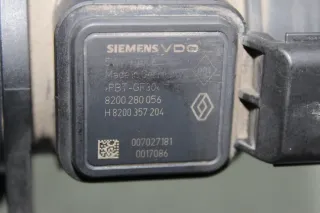 SIEMENS VDO
Made in
>PBT-GF30<
8200 280 056
H 8200 357 204
007027181
0017086